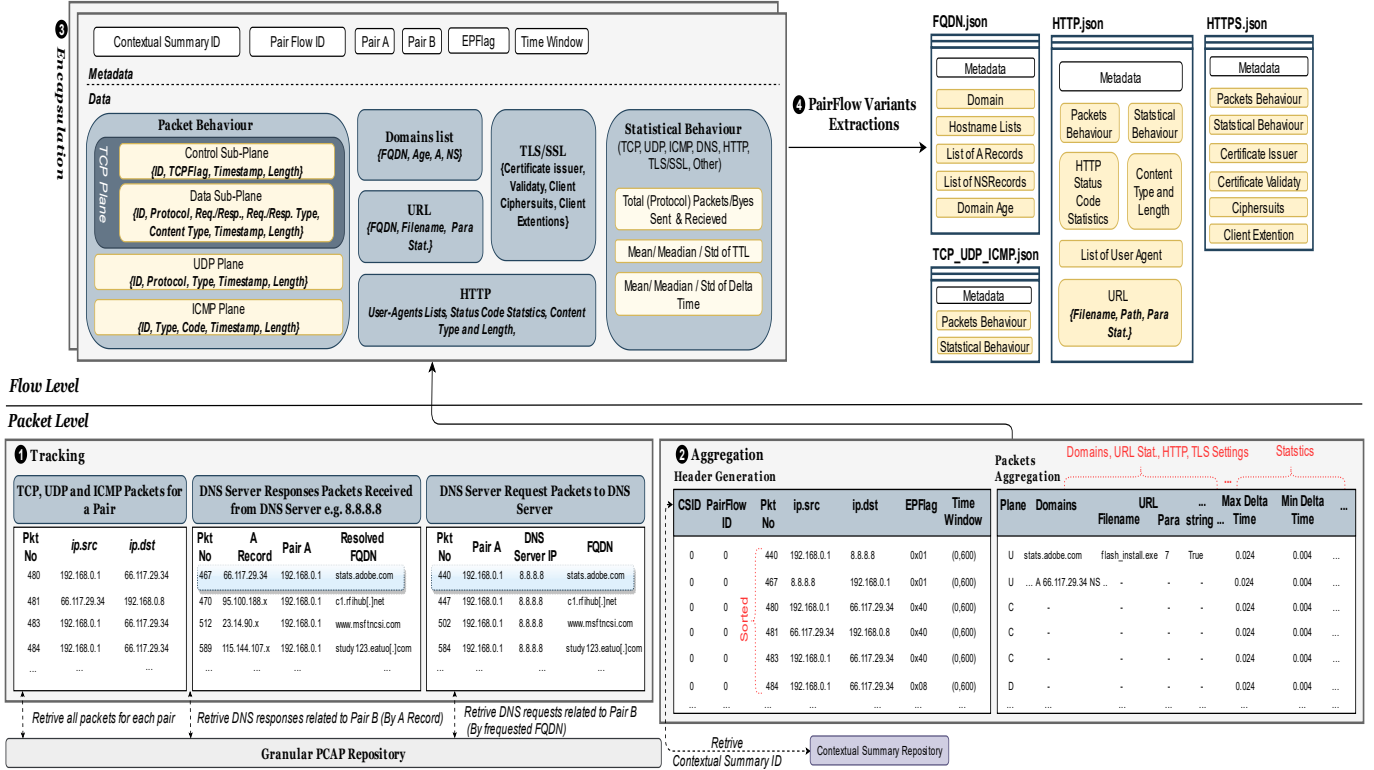 ❸ Encapsulation
Contextual Summary ID
Pair Flow ID
Pair A
Pair B
EPFlag
Time Window
Metadata
Data
Packet Behaviour
TCP Plane
Control Sub-Plane
{ID, TCPFlag, Timestamp, Length}
Data Sub-Plane
{ID, Protocol, Req./Resp., Req./Resp. Type,
Content Type, Timestamp, Length}
UDP Plane
{ID, Protocol, Type, Timestamp, Length}
ICMP Plane
{ID, Type, Code, Timestamp, Length}
Domains list
{FQDN, Age, A, NS}
URL
{FQDN, Filename, Para
Stat.}
TLS/SSL
{Certificate issuer,
Validaty, Client
Ciphersuits, Client
Extentions}
HTTP
User-Agents Lists, Status Code Statstics, Content
Type and Length,
Statistical Behaviour
(TCP, UDP, ICMP, DNS, HTTP,
TLS/SSL, Other)
Total (Protocol) Packets/Byes
Sent & Recieved
Mean/ Meadian / Std of TTL
Mean/ Meadian / Std of Delta
Time
❹ PairFlow Variants
Extractions
FQDN.json
Metadata
Domain
Hostname Lists
List of A Records
List of NSRecords
Domain Age
TCP_UDP_ICMP.json
Metadata
Packets Behaviour
Statstical Behaviour
HTTP.json
Metadata
Packets
Behaviour
Statstical
Behaviour
HTTP
Status
Code
Statistics
Content
Type and
Length
List of User Agent
URL
{Filename, Path, Para
Stat.}
HTTPS.json
Metadata
Packets Behaviour
Statstical Behaviour
Certificate Issuer
Certificate Validaty
Ciphersuits
Client Extention
Flow Level
Packet Level
❶ Tracking
TCP, UDP and ICMP Packets for
a Pair
Pkt No ip.src ip.dst
480 192.168.0.1 66.117.29.34
481 66.117.29.34 192.168.0.8
483 192.168.0.1 66.117.29.34
484 192.168.0.1 66.117.29.34
... ... ...
DNS Server Responses Packets Received
from DNS Server e.g. 8.8.8.8
Pkt No A Record Pair A Resolved FQDN
467 66.117.29.34 192.168.0.1 stats.adobe.com
470 95.100.188.x 192.168.0.1 c1.rfihub[.]net
512 23.14.90.x 192.168.0.1 www.msftncsi.com
589 115.144.107.x 192.168.0.1 study123.eatuo[.]com
... ... ...
DNS Server Request Packets to DNS
Server
Pkt No Pair A DNS Server IP FQDN
440 192.168.0.1 8.8.8.8 stats.adobe.com
447 192.168.0.1 8.8.8.8 c1.rfihub[.]net
502 192.168.0.1 8.8.8.8 www.msftncsi.com
584 192.168.0.1 8.8.8.8 study123.eatuo[.]com
... ... ...
Retrive all packets for each pair
Retrive DNS responses related to Pair B (By A Record)
Retrive DNS requests related to Pair B
(By frequested FQDN)
Granular PCAP Repository
❷ Aggregation
Header Generation
CSID PairFlow ID Pkt No ip.src ip.dst EPFlag Time Window
0 0 440 192.168.0.1 8.8.8.8 0x01 (0,600)
0 0 467 8.8.8.8 192.168.0.1 0x01 (0,600)
0 0 480 192.168.0.1 66.117.29.34 0x40 (0,600)
0 0 481 66.117.29.34 192.168.0.8 0x40 (0,600)
0 0 483 192.168.0.1 66.117.29.34 0x40 (0,600)
0 0 484 192.168.0.1 66.117.29.34 0x08 (0,600)
... ... ... ... ... ... ...
Sorted
Packets
Aggregation
Domains, URL Stat., HTTP, TLS Settings
...
Statstics
Plane Domains URL ... Max Delta Time Min Delta Time ...
Filename Para string ...
U stats.adobe.com flash_install.exe 7 True 0.024 0.004 ...
U ... A 66.117.29.34 NS .. - - - 0.024 0.004 ...
C - - - - 0.024 0.004 ...
C - - - - 0.024 0.004 ...
C - - - - 0.024 0.004 ...
D - - - - 0.024 0.004 ...
... ... ... ... ... ... ... ...
Retrive
Contextual Summary ID
Contextual Summary Repository